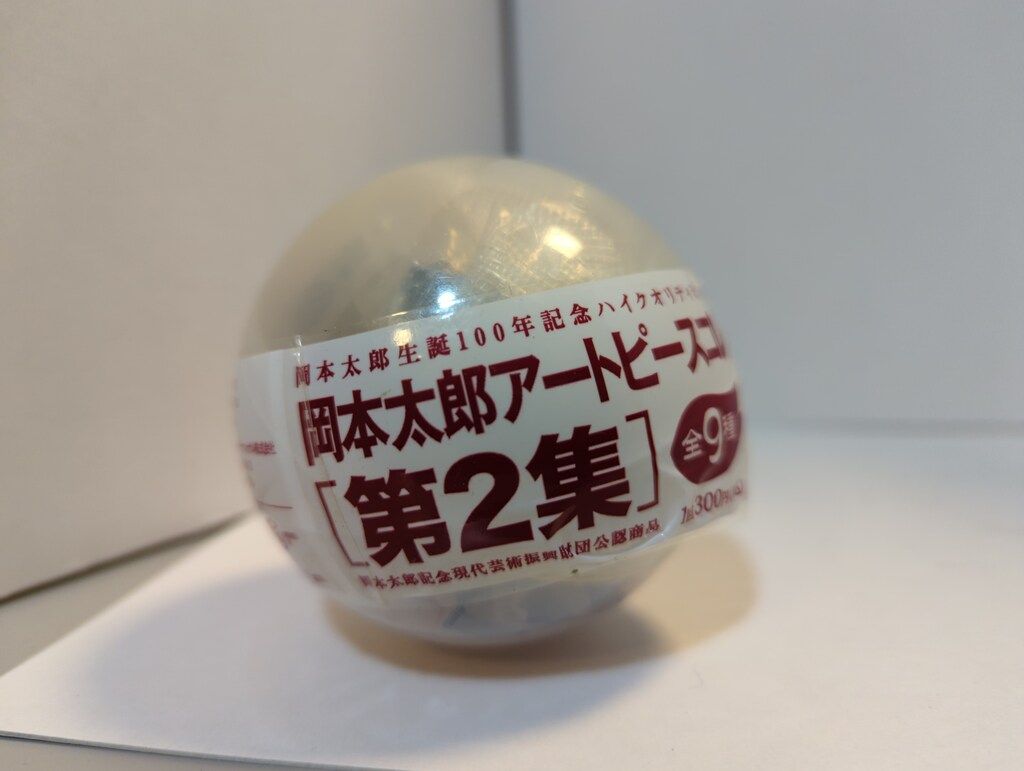 岡本太郎生誕100年記念ハイクオリティ
岡本太郎アートピースコレ
[第2集]
全9種
1回300円
岡本太郎記念現代芸術振興財団公認商品